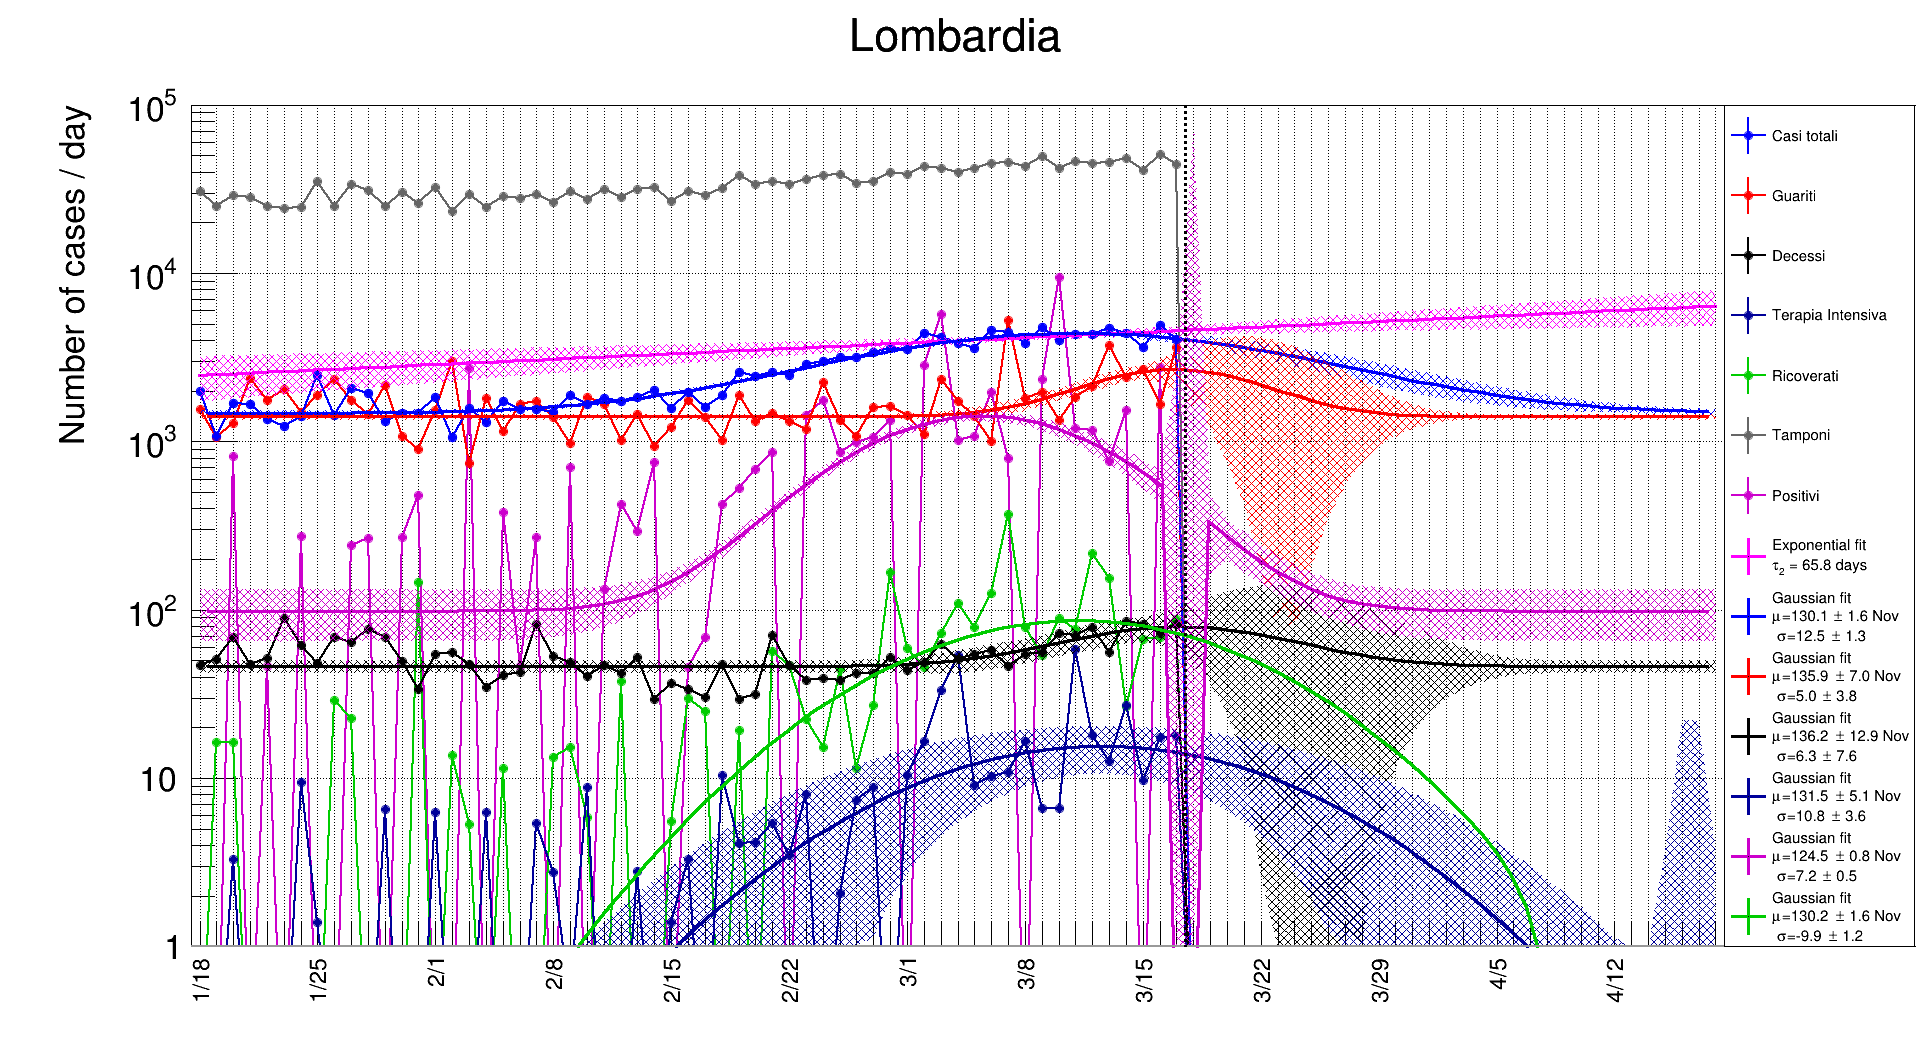 Lombardia
Number of cases / day
10^5
10^4
10^3
10^2
10
1
1/18
1/25
2/1
2/8
2/15
2/22
3/1
3/8
3/15
3/22
3/29
4/5
4/12
Casi totali
Guariti
Decessi
Terapia Intensiva
Ricoverati
Tamponi
Positivi
Exponential fit
τ₂ = 65.8 days
Gaussian fit
μ=130.1 ± 1.6 Nov
σ=12.5 ± 1.3
Gaussian fit
μ=135.9 ± 7.0 Nov
σ=5.0 ± 3.8
Gaussian fit
μ=136.2 ± 12.9 Nov
σ=6.3 ± 7.6
Gaussian fit
μ=131.5 ± 5.1 Nov
σ=10.8 ± 3.6
Gaussian fit
μ=124.5 ± 0.8 Nov
σ=7.2 ± 0.5
Gaussian fit
μ=130.2 ± 1.6 Nov
σ=-9.9 ± 1.2